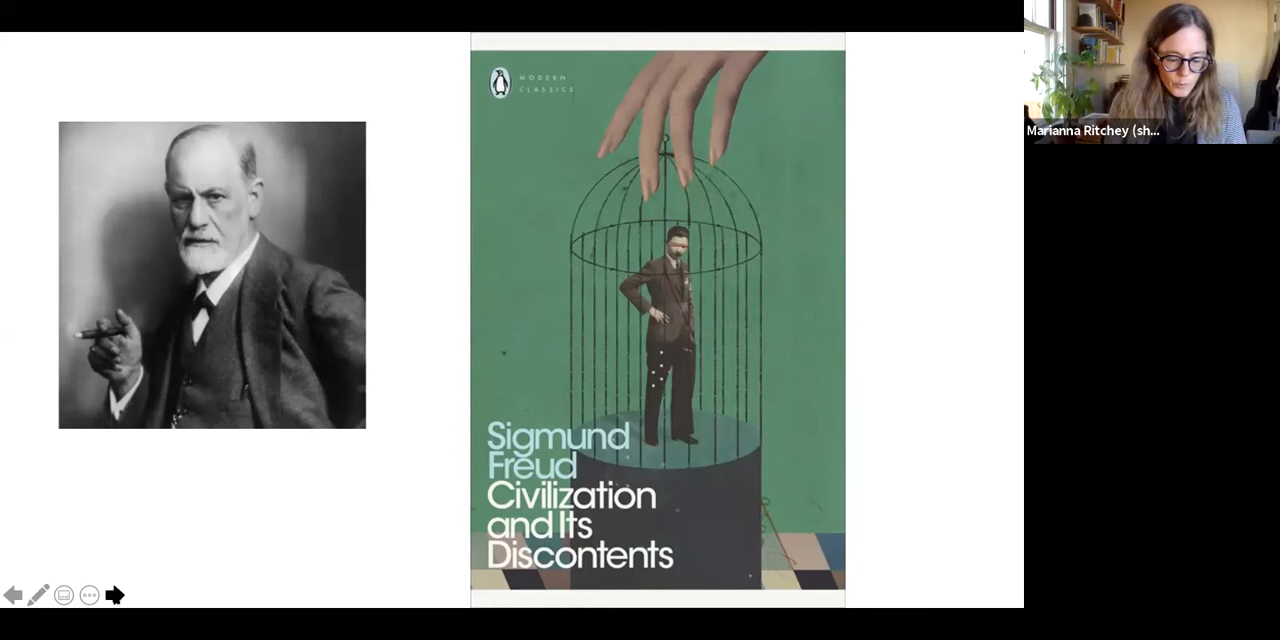 MODERN
CLASSICS
Marianna Ritchey (sh...
Sigmund
Freud
Civilization
and Its
Discontents